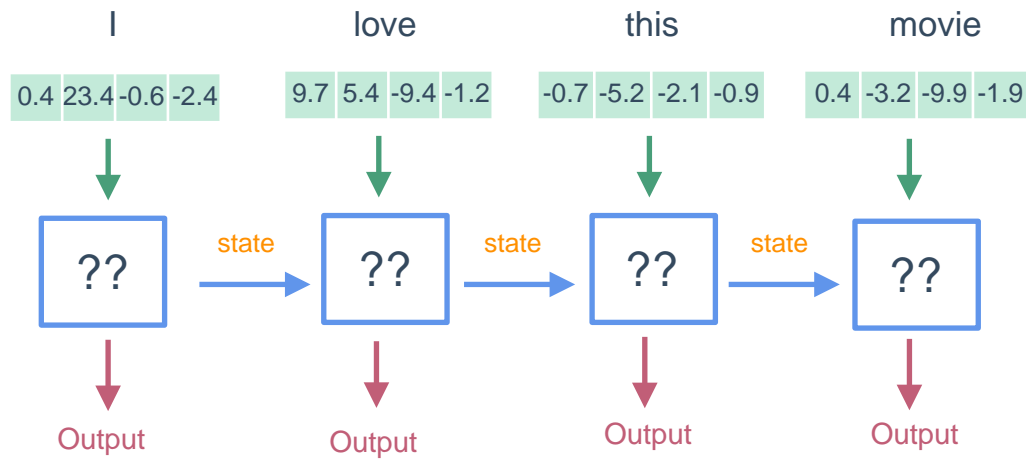 I love this movie
0.4 23.4 -0.6 -2.4 9.7 5.4 -9.4 -1.2 -0.7 -5.2 -2.1 -0.9 0.4 -3.2 -9.9 -1.9
state state state
?? ?? ?? ??
Output Output Output Output